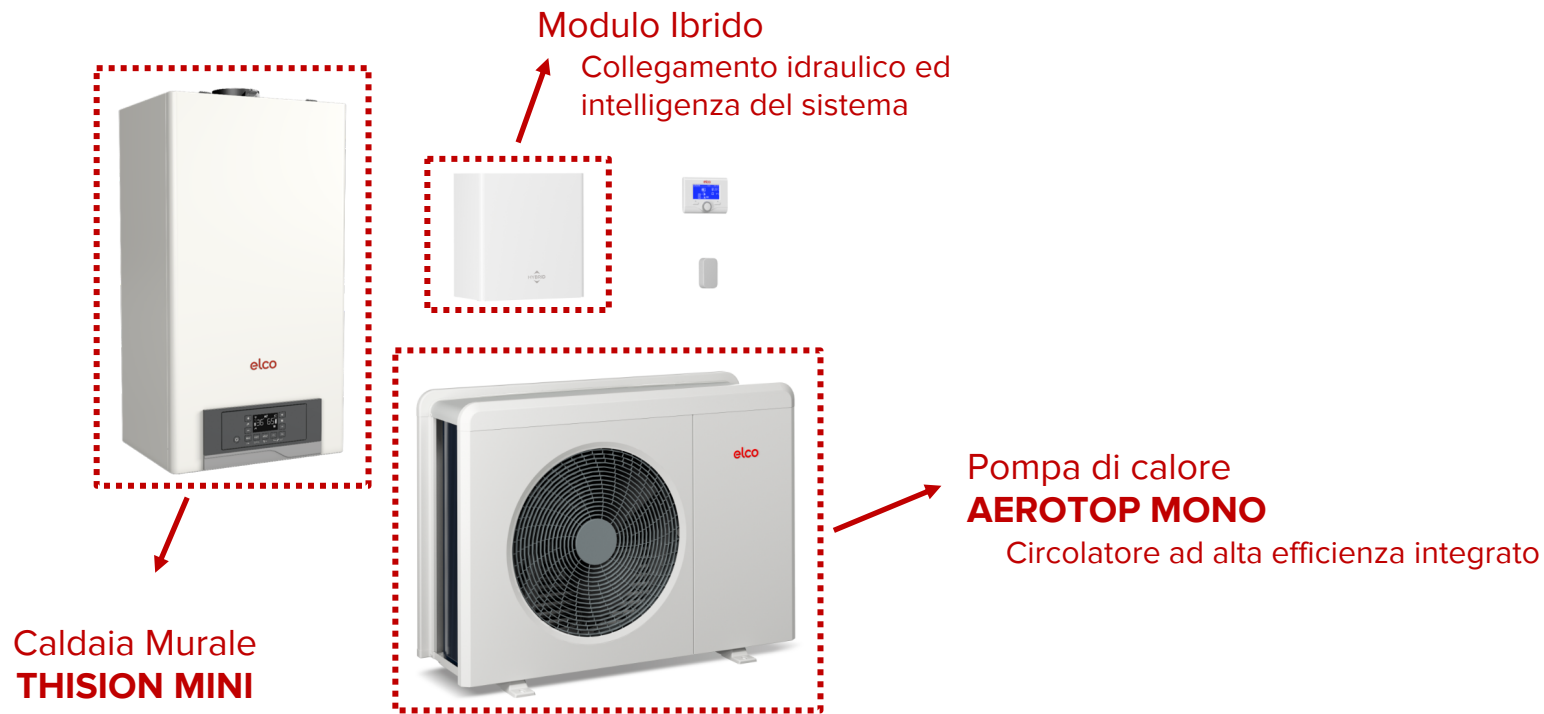 Modulo Ibrido
Collegamento idraulico ed
intelligenza del sistema
elco
HYBRID
elco
Pompa di calore
AEROTOP MONO
Circolatore ad alta efficienza integrato
Caldaia Murale
THISION MINI